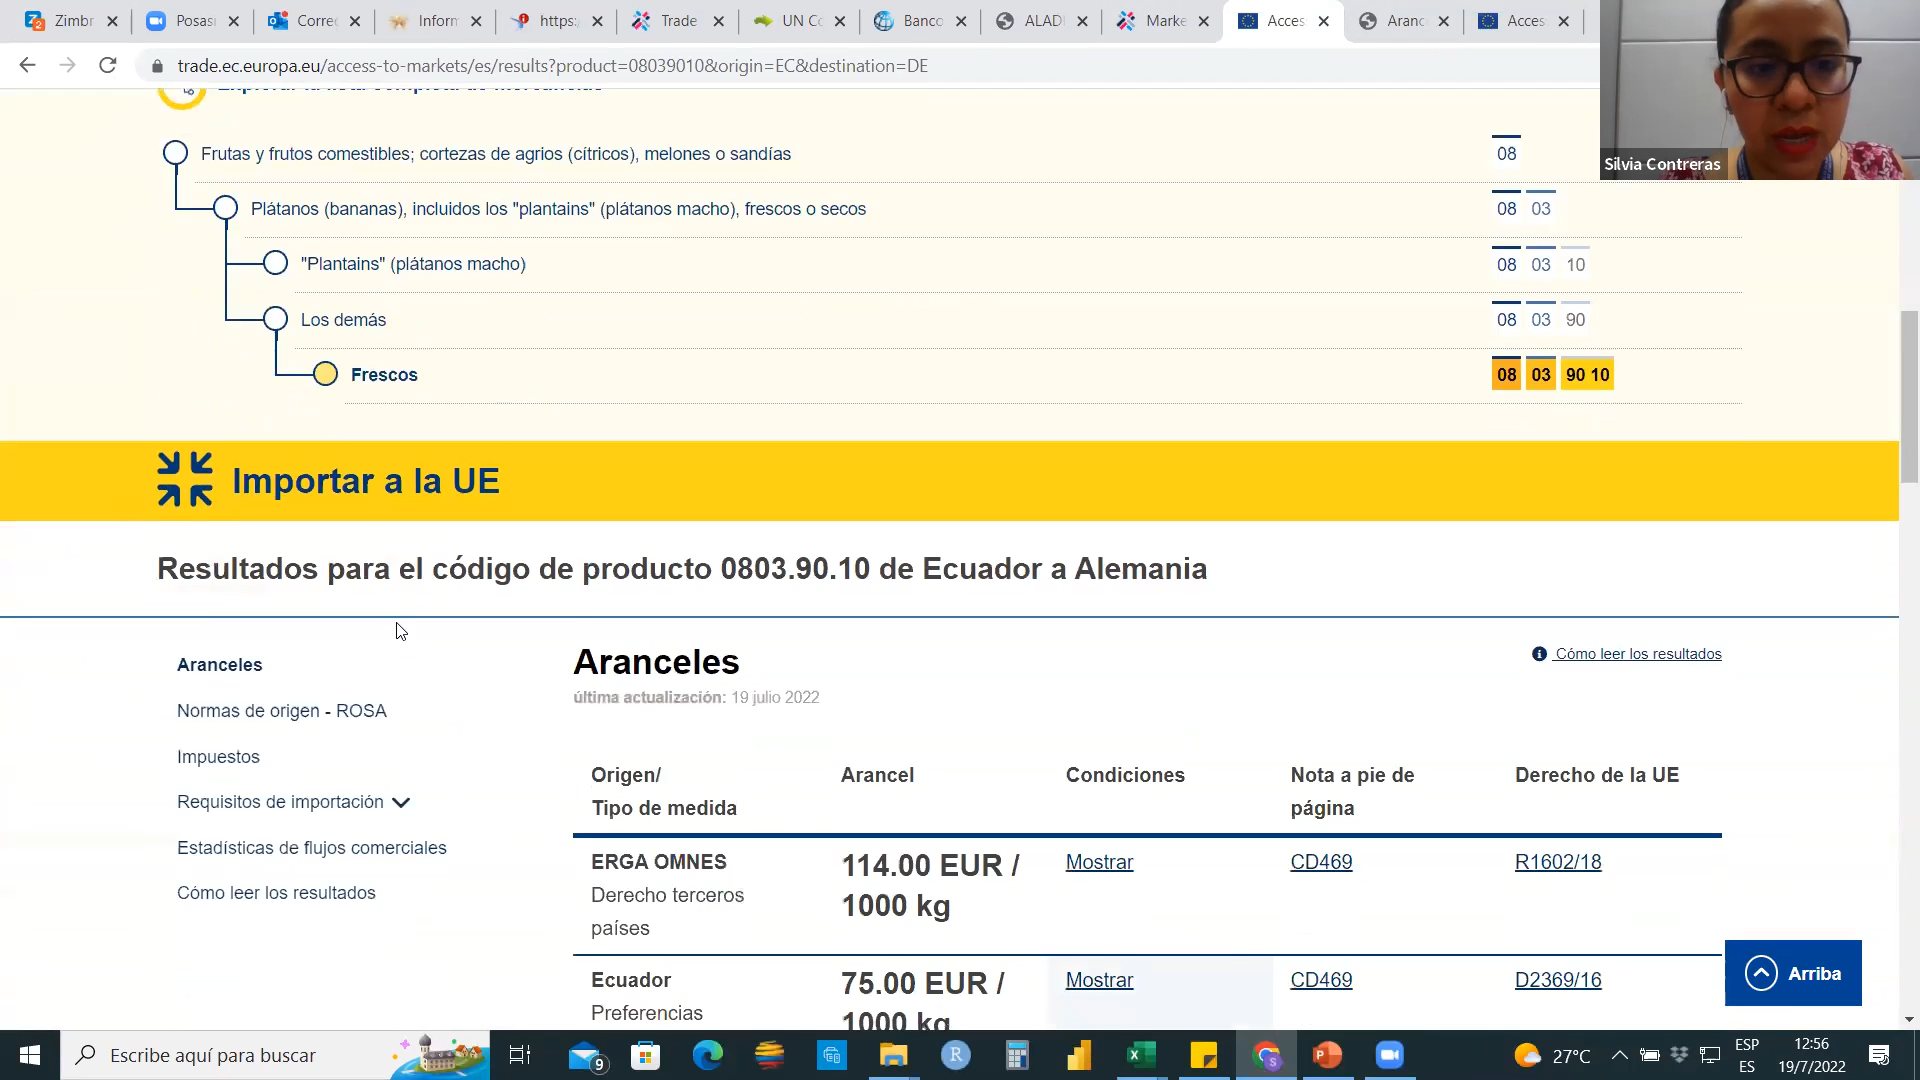 Zimbr
Posas
Corre
Inform
https:
Trade
UN Co
Banco
ALADI
Marke
Acces
Aranc
Acces
trade.ec.europa.eu/access-to-markets/es/results?product=08039010&origin=EC&destination=DE
Silvia Contreras
Frutas y frutos comestibles; cortezas de agrios (cítricos), melones o sandías 08
Plátanos (bananas), incluidos los "plantains" (plátanos macho), frescos o secos 08 03
"Plantains" (plátanos macho) 08 03 10
Los demás 08 03 90
Frescos 08 03 90 10
Importar a la UE
Resultados para el código de producto 0803.90.10 de Ecuador a Alemania
Aranceles
Normas de origen - ROSA
Impuestos
Requisitos de importación
Estadísticas de flujos comerciales
Cómo leer los resultados
Aranceles
Cómo leer los resultados
última actualización: 19 julio 2022
Origen/ Arancel Condiciones Nota a pie de Derecho de la UE
Tipo de medida página
ERGA OMNES 114.00 EUR / Mostrar CD469 R1602/18
Derecho terceros 1000 kg
países
Ecuador 75.00 EUR / Mostrar CD469 D2369/16
Preferencias 1000 kg
Arriba
Escribe aquí para buscar
9
27°C
ESP
ES
12:56
19/7/2022